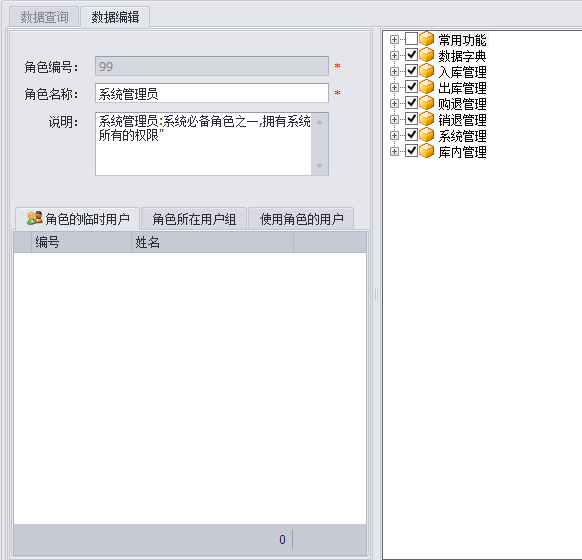 数据查询
数据编辑
角色编号：
99
*
角色名称：
系统管理员
*
说明：
系统管理员:系统必备角色之一,拥有系统
所有的权限"
角色的临时用户
角色所在用户组
使用角色的用户
编号
姓名
0
常用功能
数据字典
入库管理
出库管理
购退管理
销退管理
系统管理
库内管理